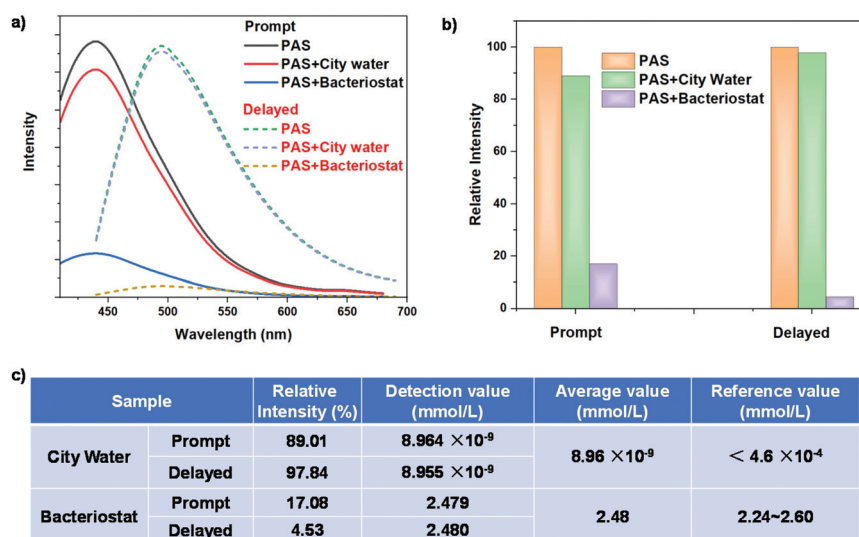 a)
Prompt
PAS
PAS+City water
PAS+Bacteriostat
Delayed
PAS
PAS+City water
PAS+Bacteriostat
Intensity
450 500 550 600 650 700
Wavelength (nm)
b)
100
80
60
40
20
0
Relative Intensity
PAS
PAS+City Water
PAS+Bacteriostat
Prompt Delayed
c)
Sample Relative Intensity (%) Detection value (mmol/L) Average value (mmol/L) Reference value (mmol/L)
City Water Prompt 89.01 8.964 ×10⁻⁹ 8.96 ×10⁻⁹ < 4.6 ×10⁻⁴
Delayed 97.84 8.955 ×10⁻⁹
Bacteriostat Prompt 17.08 2.479 2.48 2.24~2.60
Delayed 4.53 2.480